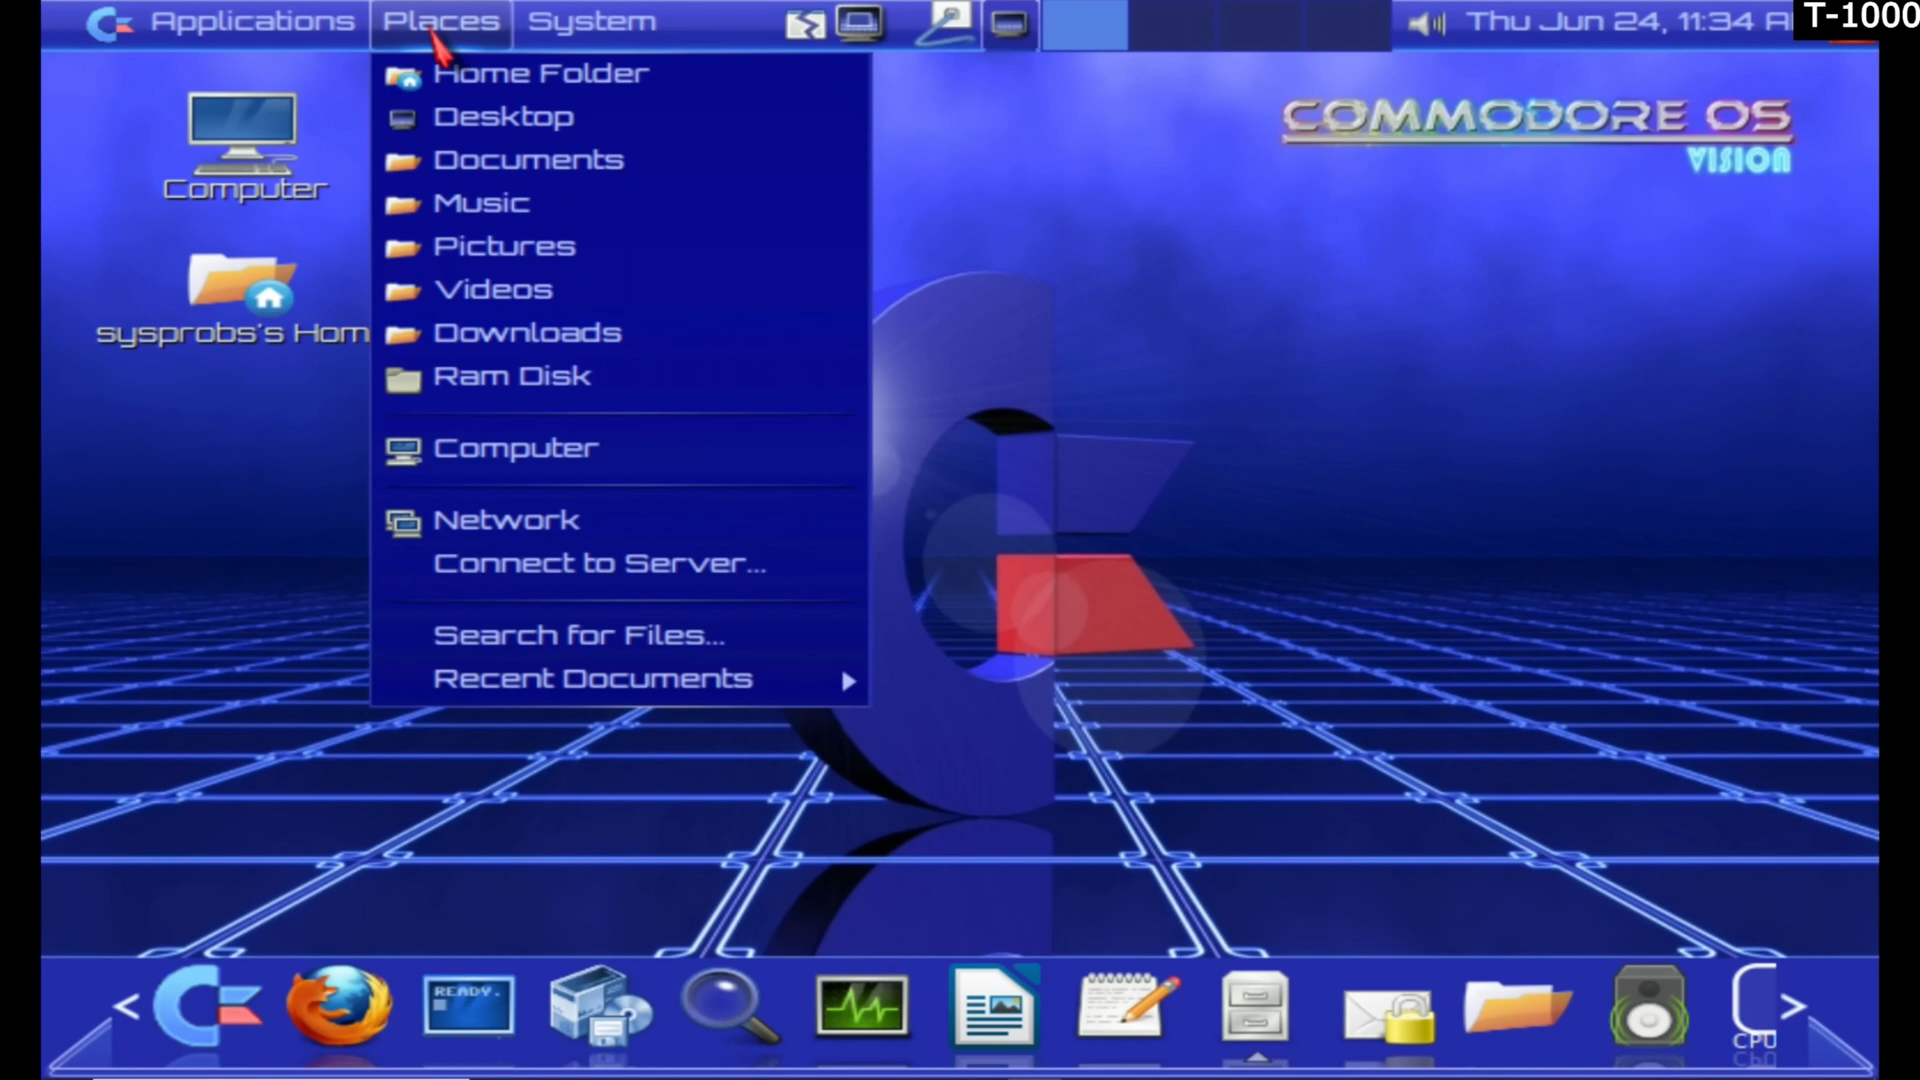 Applications Places System Thu Jun 24, 11:34 A T-1000
Home Folder
Desktop
Documents
Music
Pictures
Videos
Downloads
Ram Disk
Computer
Network
Connect to Server...
Search for Files...
Recent Documents
Computer
sysprobs's Hom
COMMODORE OS
VISION
READY.
CPU